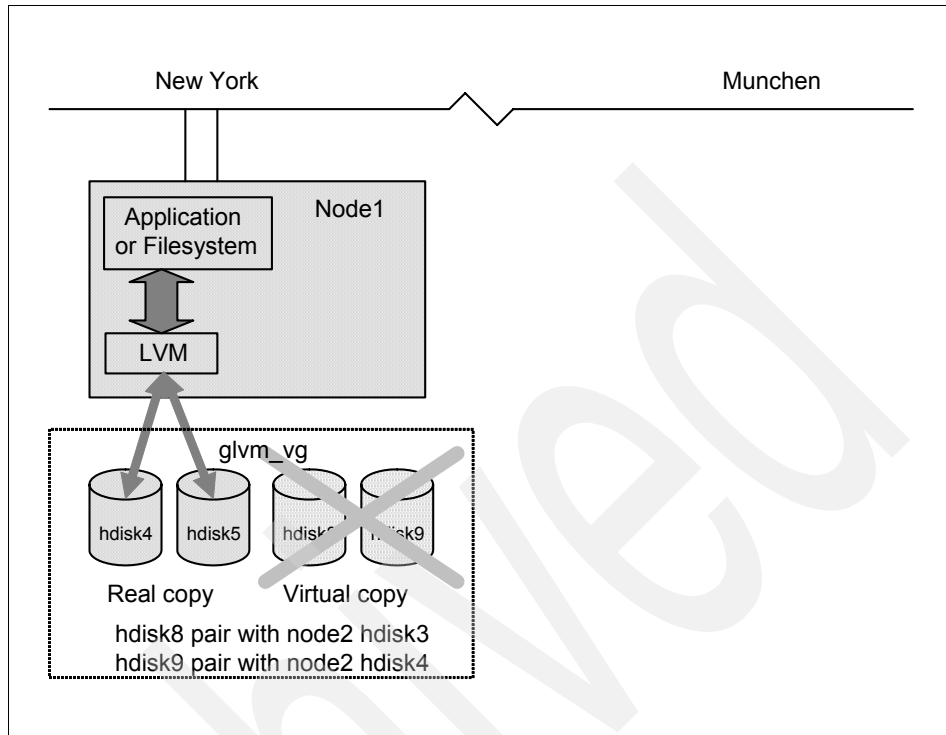 New York
Munchen
Node1
Application
or Filesystem
LVM
glvm_vg
hdisk4
hdisk5
hdisk9
Real copy
Virtual copy
hdisk8 pair with node2 hdisk3
hdisk9 pair with node2 hdisk4